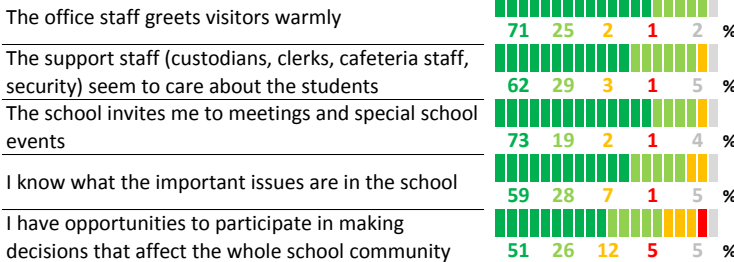 The office staff greets visitors warmly
71 25 2 1 2 %
The support staff (custodians, clerks, cafeteria staff,
security) seem to care about the students
62 29 3 1 5 %
The school invites me to meetings and special school
events
73 19 2 1 4 %
I know what the important issues are in the school
59 28 7 1 5 %
I have opportunities to participate in making
decisions that affect the whole school community
51 26 12 5 5 %